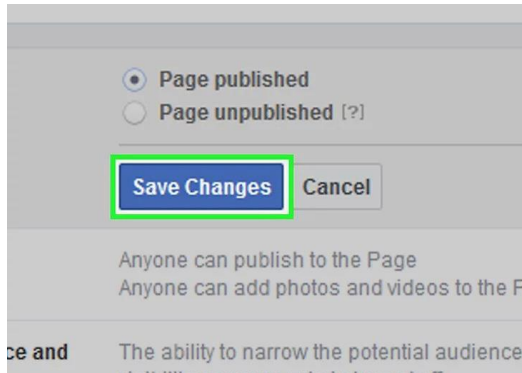 Page published
Page unpublished [?]
Save Changes Cancel
Anyone can publish to the Page
Anyone can add photos and videos to the
ce and The ability to narrow the potential audience